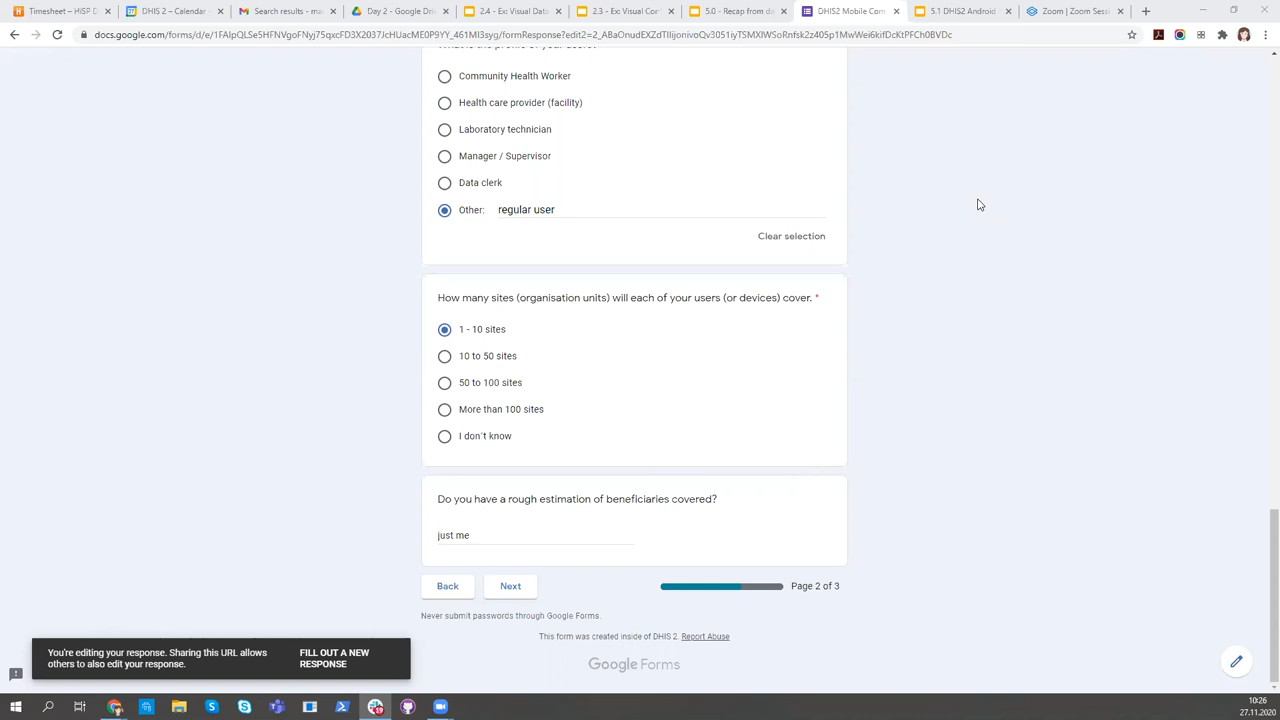 Timesheet — HISP D
DHIS 2 – Calendar
Search results - ma
Day 2 - Google Dri
2.4 - Ex: Visual Data
2.3 - Ex: Visual Con
5.0 - Recap from da
DHIS2 Mobile Com
5.1 DHIS2 Android
Zoom | Zoom Sessi
Community Health Worker
Health care provider (facility)
Laboratory technician
Manager / Supervisor
Data clerk
Other: regular user
Clear selection
How many sites (organisation units) will each of your users (or devices) cover. *
1 - 10 sites
10 to 50 sites
50 to 100 sites
More than 100 sites
I don´t know
Do you have a rough estimation of beneficiaries covered?
just me
Back Next Page 2 of 3
Never submit passwords through Google Forms.
This form was created inside of DHIS 2. Report Abuse
Google Forms
You're editing your response. Sharing this URL allows
others to also edit your response.
FILL OUT A NEW
RESPONSE
10:26
27.11.2020